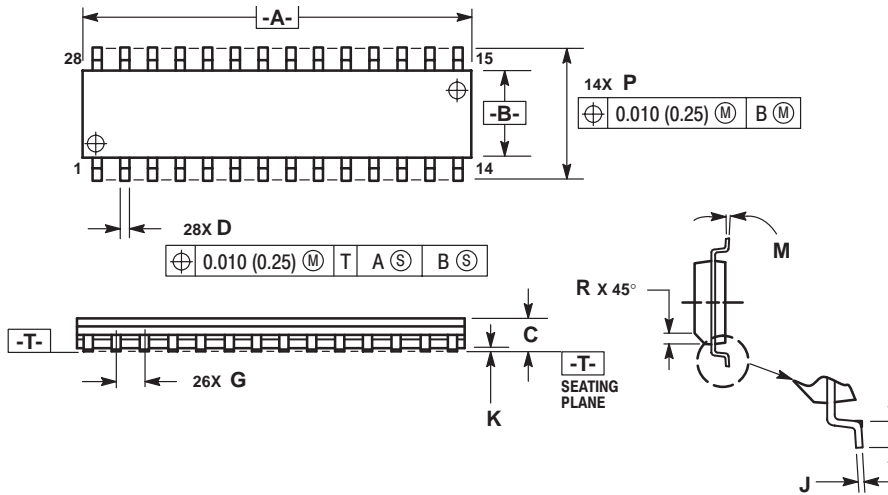 -A-
28
15
14X P
⌖ 0.010 (0.25) Ⓜ B Ⓜ
-B-
1
14
28X D
⌖ 0.010 (0.25) Ⓜ T A Ⓢ B Ⓢ
M
R X 45°
C
-T-
-T-
SEATING
PLANE
26X G
K
J